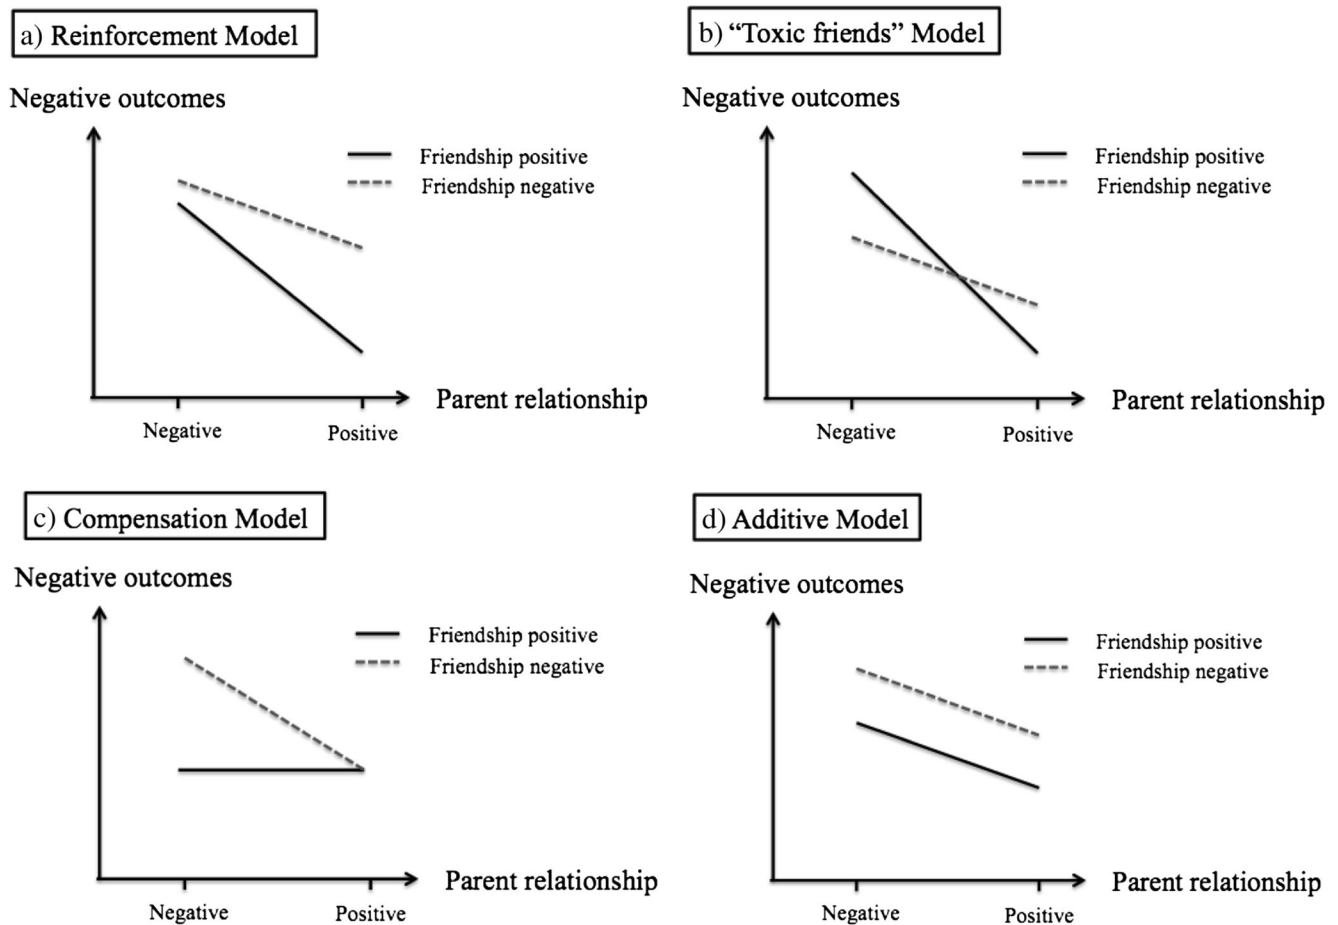 a) Reinforcement Model
Negative outcomes
Friendship positive
Friendship negative
Parent relationship
Negative
Positive
b) “Toxic friends” Model
Negative outcomes
Friendship positive
Friendship negative
Parent relationship
Negative
Positive
c) Compensation Model
Negative outcomes
Friendship positive
Friendship negative
Parent relationship
Negative
Positive
d) Additive Model
Negative outcomes
Friendship positive
Friendship negative
Parent relationship
Negative
Positive